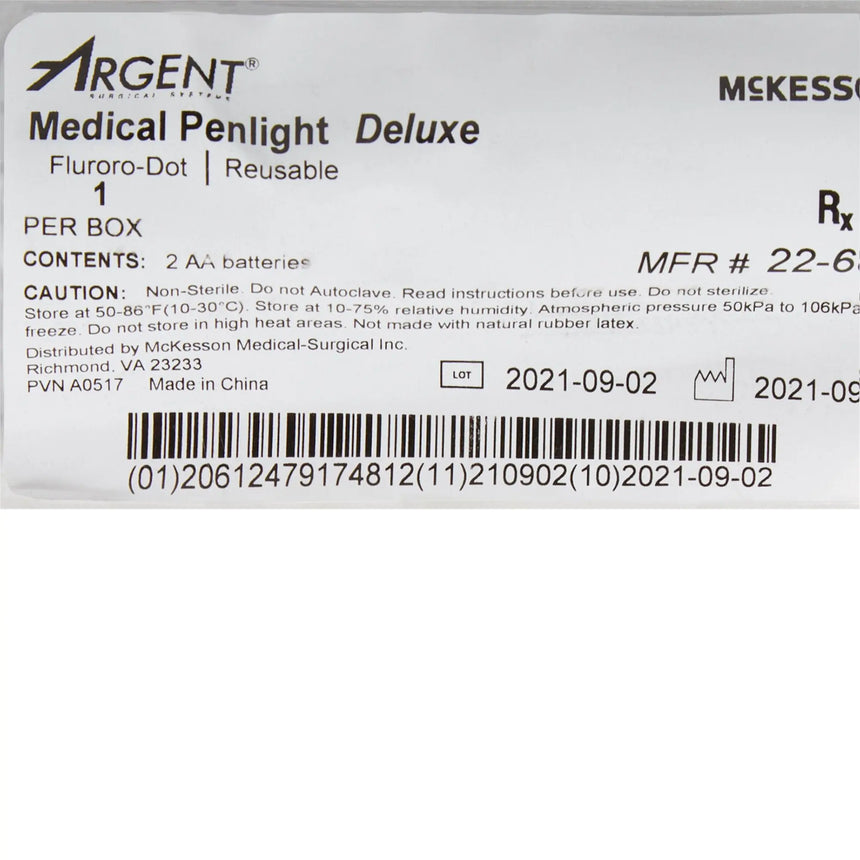 ARGENT®
SURGICAL SYSTEMS
McKESSO
Medical Penlight Deluxe
Fluroro-Dot | Reusable
1
PER BOX
Rx
CONTENTS: 2 AA batteries
MFR # 22-6
CAUTION: Non-Sterile. Do not Autoclave. Read instructions before use. Do not sterilize.
Store at 50-86°F(10-30°C). Store at 10-75% relative humidity. Atmospheric pressure 50kPa to 106kPa
freeze. Do not store in high heat areas. Not made with natural rubber latex.
Distributed by McKesson Medical-Surgical Inc.
Richmond, VA 23233
PVN A0517 Made in China
LOT 2021-09-02 2021-09
(01)20612479174812(11)210902(10)2021-09-02